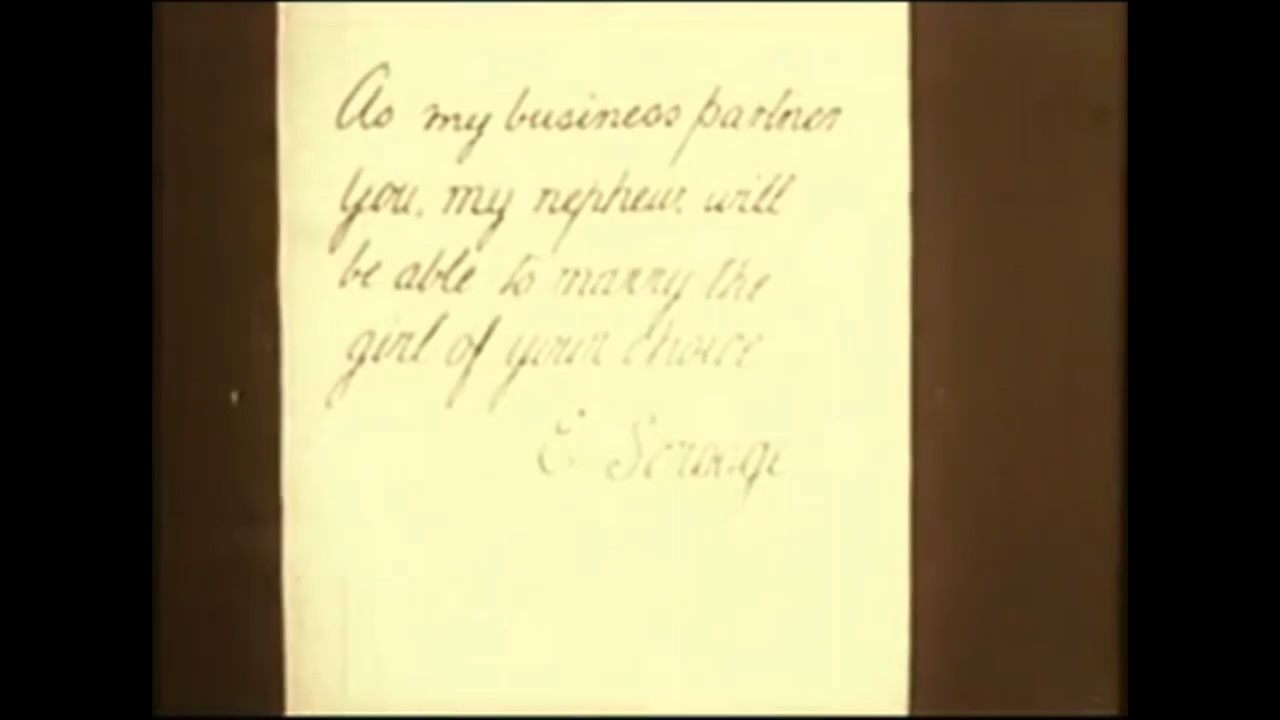 As my business partner
you, my nephew, will
be able to marry the
girl of your choice
E Scrooge